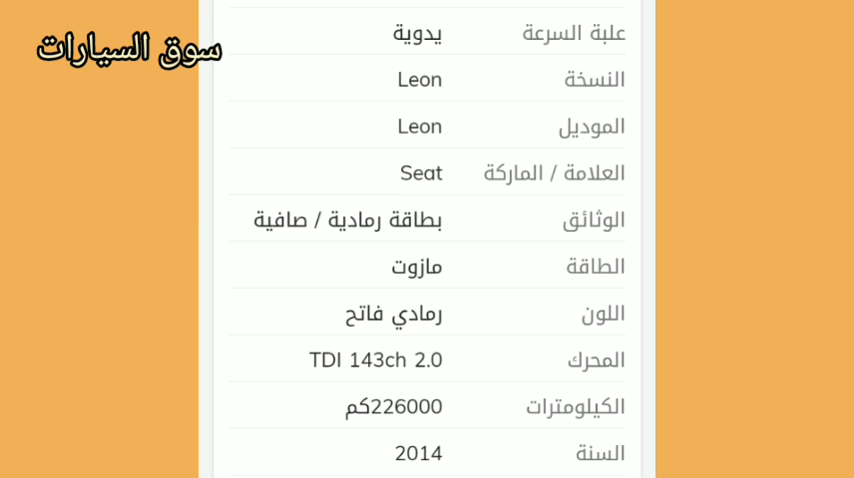 سوق السيارات
علبة السرعة يدوية
النسخة Leon
الموديل Leon
العلامة / الماركة Seat
الوثائق بطاقة رمادية / صافية
الطاقة مازوت
اللون رمادي فاتح
المحرك 2.0 TDI 143ch
الكيلومترات 226000كم
السنة 2014